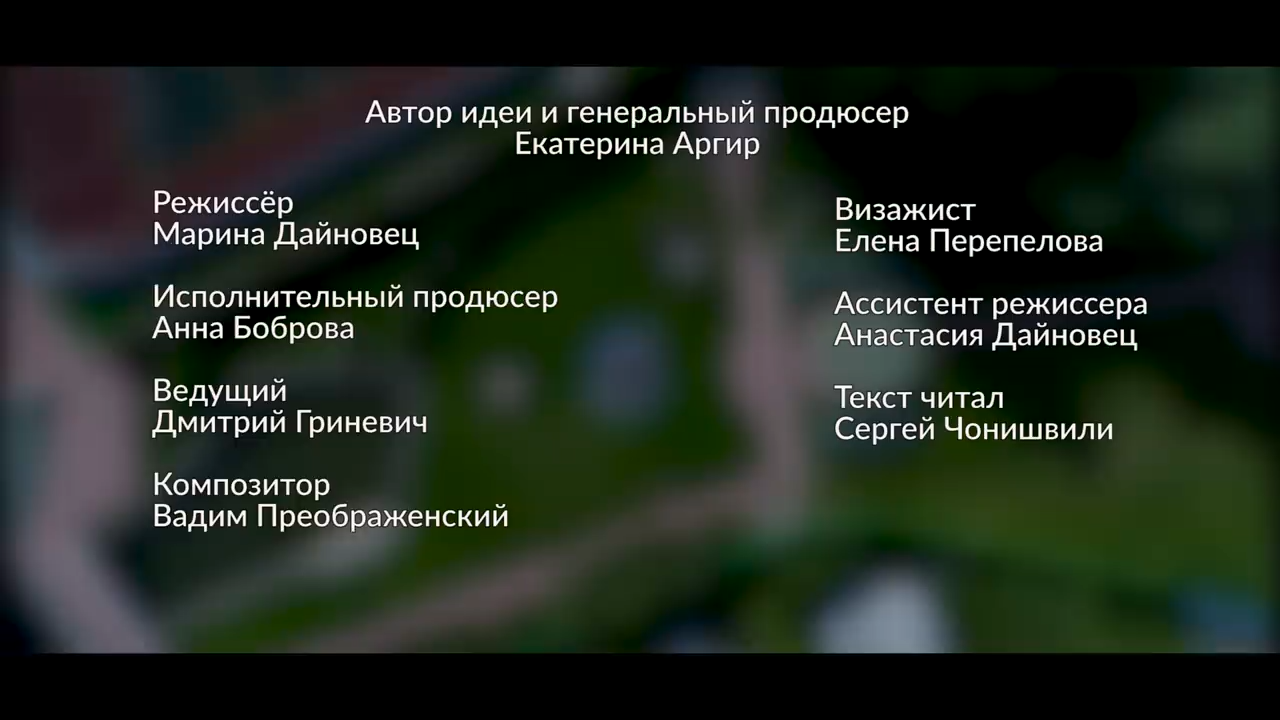 Автор идеи и генеральный продюсер
Екатерина Аргир
Режиссёр
Марина Дайновец
Исполнительный продюсер
Анна Боброва
Ведущий
Дмитрий Гриневич
Композитор
Вадим Преображенский
Визажист
Елена Перепелова
Ассистент режиссера
Анастасия Дайновец
Текст читал
Сергей Чонишвили